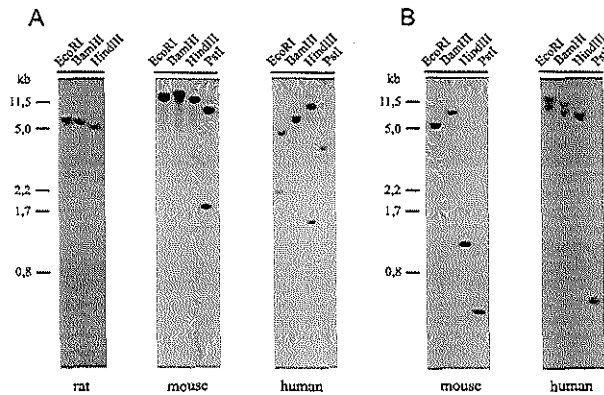 A
B
EcoRI BamHI HindIII
EcoRI BamHI HindIII PstI
EcoRI BamHI HindIII PstI
EcoRI BamHI HindIII PstI
EcoRI BamHI HindIII PstI
kb
kb
11,5
5,0
2,2
1,7
0,8
11,5
5,0
2,2
1,7
0,8
rat
mouse
human
mouse
human